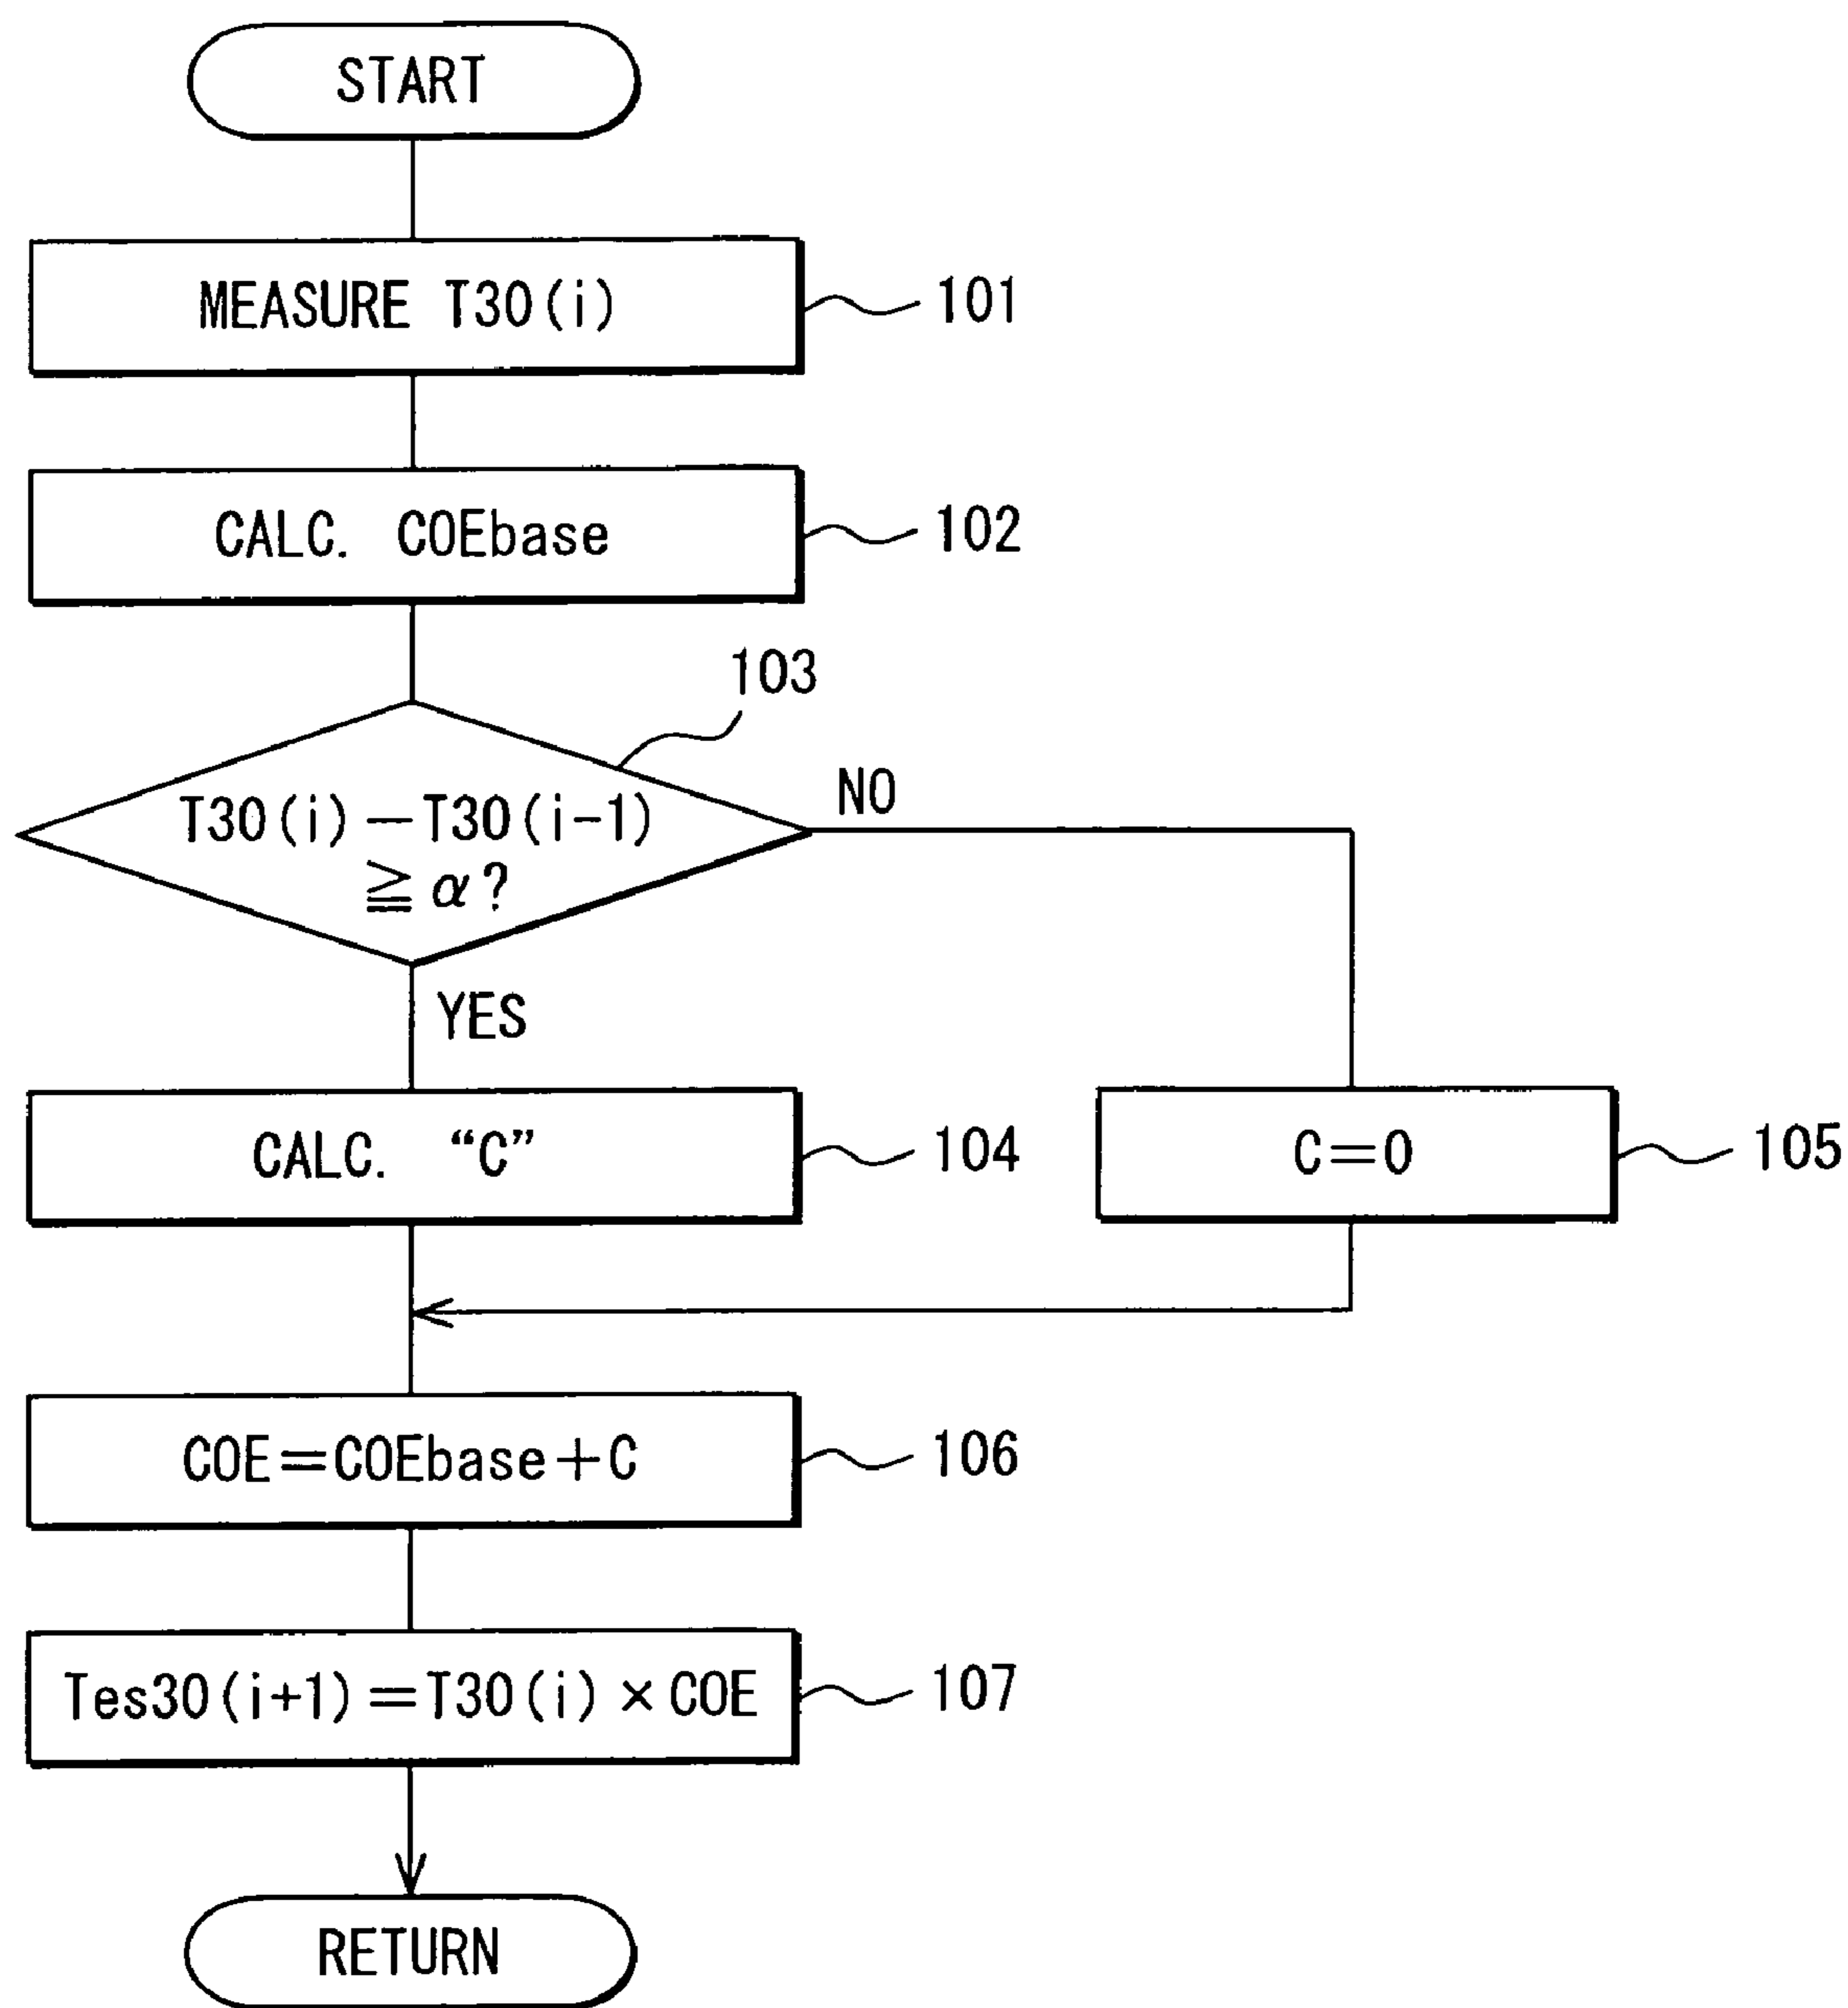 START
MEASURE T30(i)
101
CALC. COEbase
102
103
T30(i)－T30(i-1)
≧α?
NO
YES
CALC. “C”
104
C＝0
105
COE＝COEbase＋C
106
Tes30(i+1)＝T30(i)×COE
107
RETURN